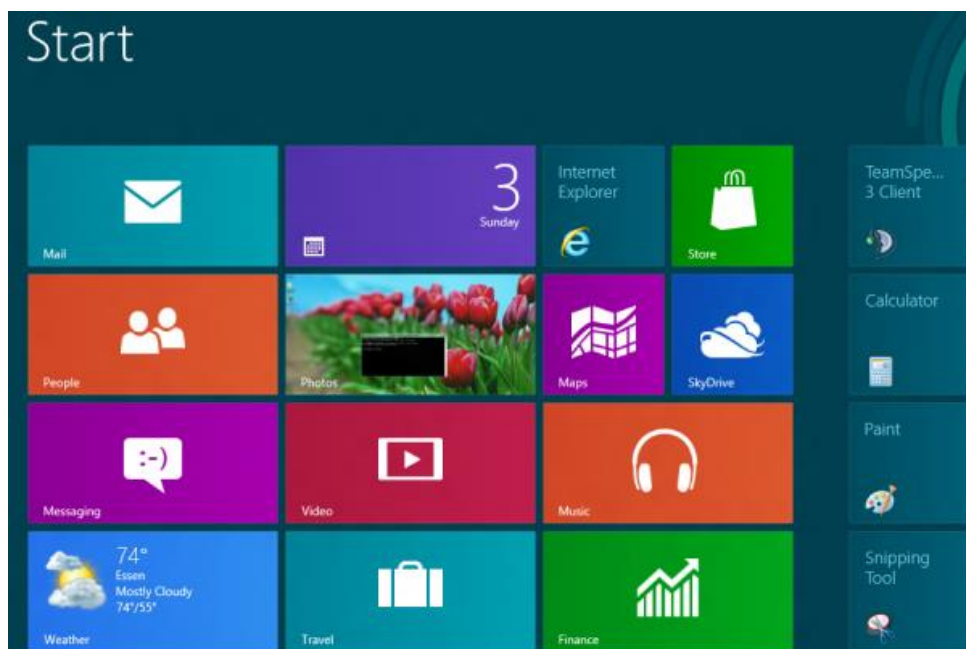 Start
Mail
3
Sunday
Internet
Explorer
Store
TeamSpe...
3 Client
People
Photos
Maps
SkyDrive
Calculator
Messaging
:-)
Video
Music
Paint
74°
Essen
Mostly Cloudy
74°/55°
Weather
Travel
Finance
Snipping
Tool